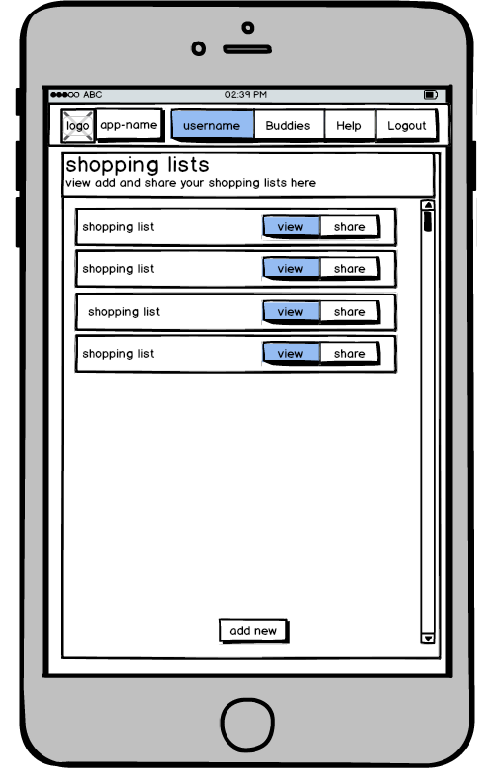 ABC 02:39 PM
logo app-name username Buddies Help Logout
shopping lists
view add and share your shopping lists here
shopping list view share
shopping list view share
shopping list view share
shopping list view share
add new